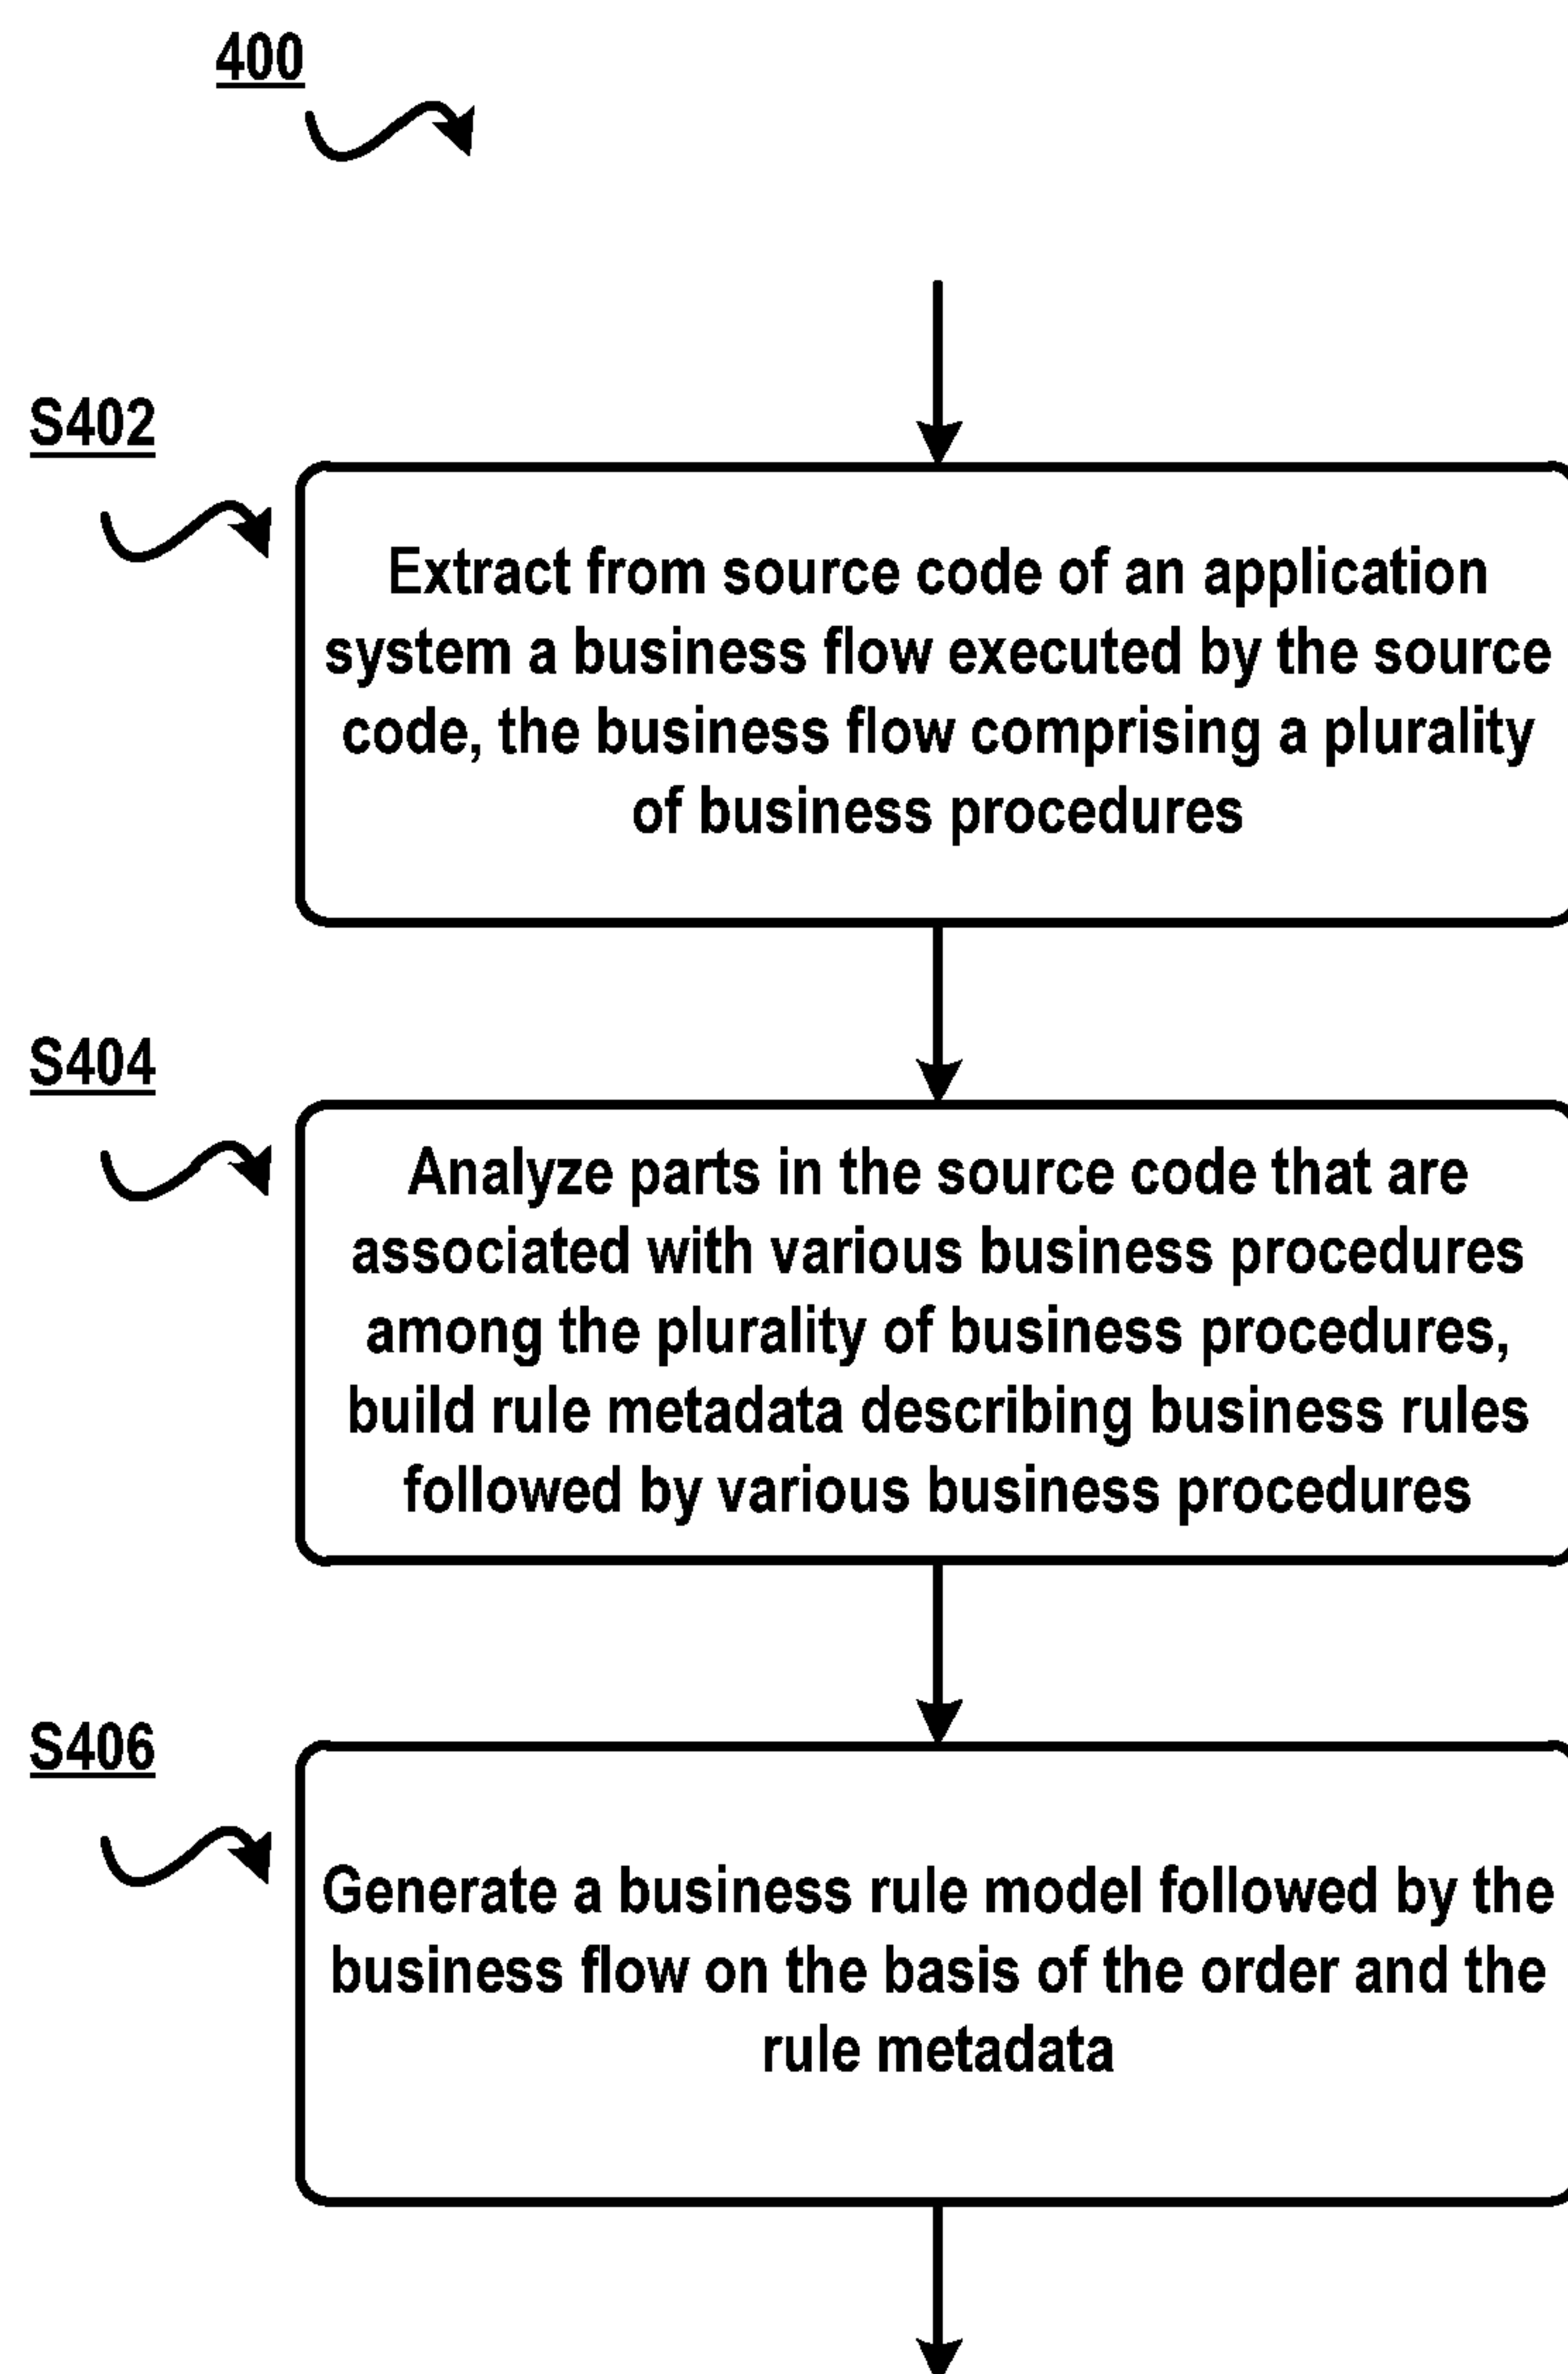 400
S402
Extract from source code of an application
system a business flow executed by the source
code, the business flow comprising a plurality
of business procedures
S404
Analyze parts in the source code that are
associated with various business procedures
among the plurality of business procedures,
build rule metadata describing business rules
followed by various business procedures
S406
Generate a business rule model followed by the
business flow on the basis of the order and the
rule metadata